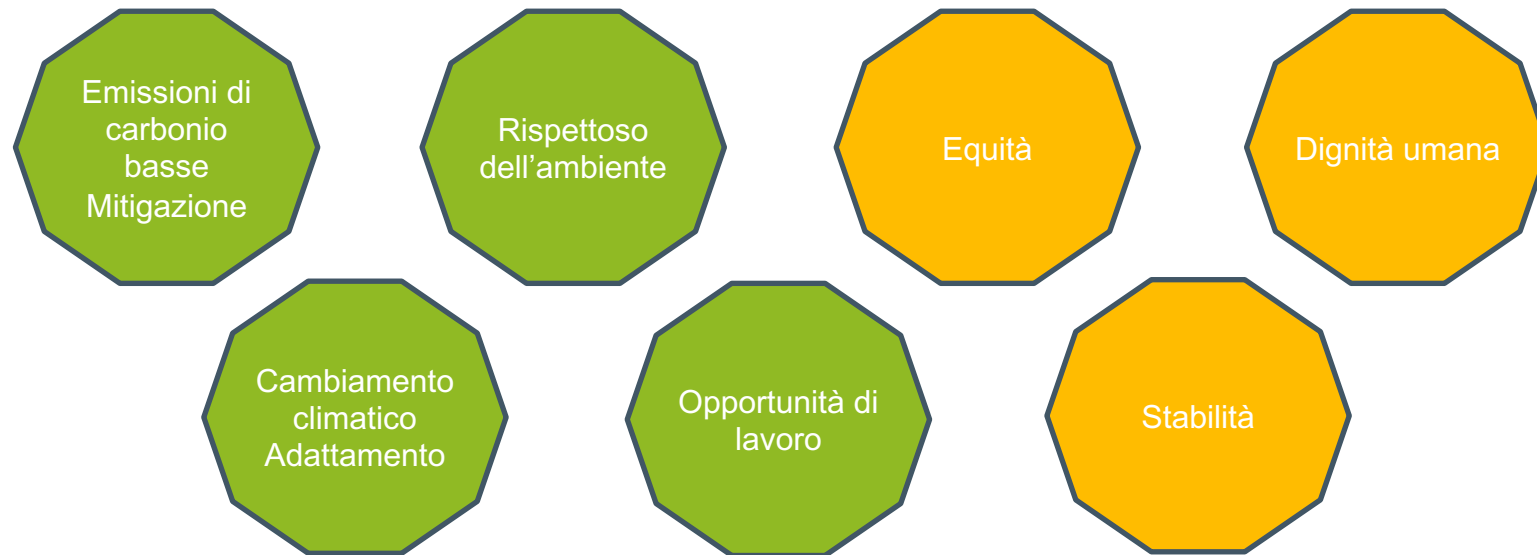 Emissioni di
carbonio
basse
Mitigazione
Rispettoso
dell’ambiente
Equità
Dignità umana
Cambiamento
climatico
Adattamento
Opportunità di
lavoro
Stabilità